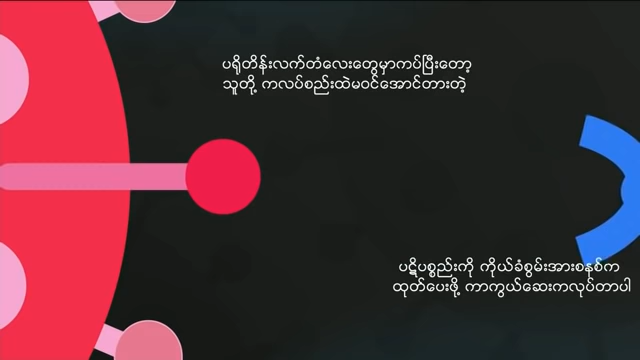 ပရိုတိန်းလက်တံလေးတွေမှာကပ်ပြီးတော့
သူတို့ ကလပ်စည်းထဲမဝင်အောင်တားတဲ့
ပဋိပစ္စည်းကို ကိုယ်ခံစွမ်းအားစနစ်က
ထုတ်ပေးဖို့ ကာကွယ်ဆေးကလုပ်တာပါ